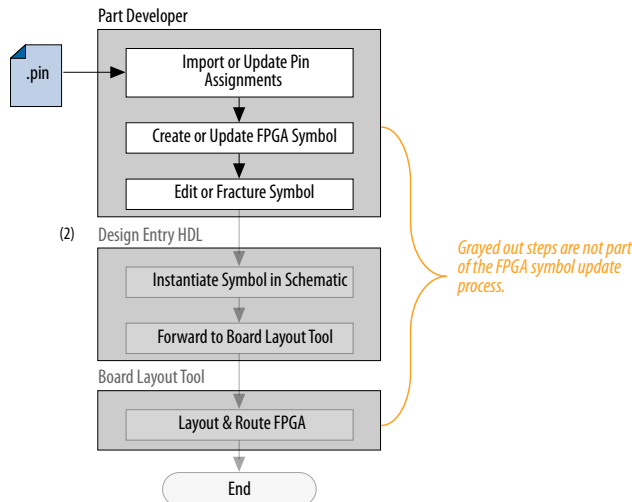 Part Developer
.pin
Import or Update Pin
Assignments
Create or Update FPGA Symbol
Edit or Fracture Symbol
(2)
Design Entry HDL
Instantiate Symbol in Schematic
Forward to Board Layout Tool
Board Layout Tool
Layout & Route FPGA
End
Grayed out steps are not part
of the FPGA symbol update
process.